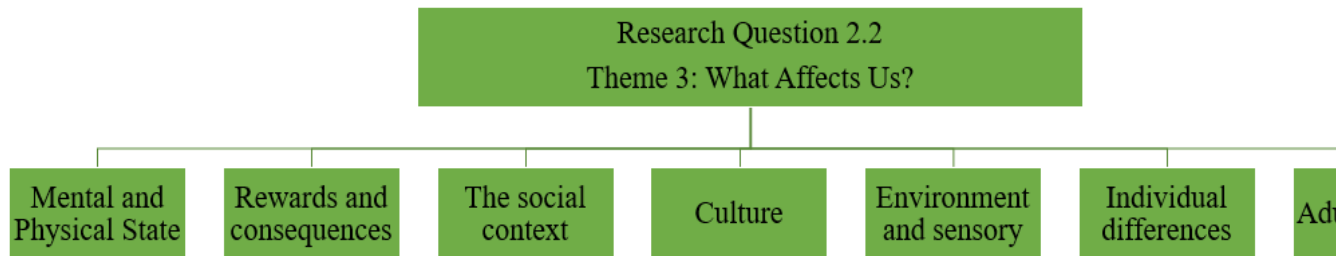 Research Question 2.2
Theme 3: What Affects Us?
Mental and
Physical State
Rewards and
consequences
The social
context
Culture
Environment
and sensory
Individual
differences